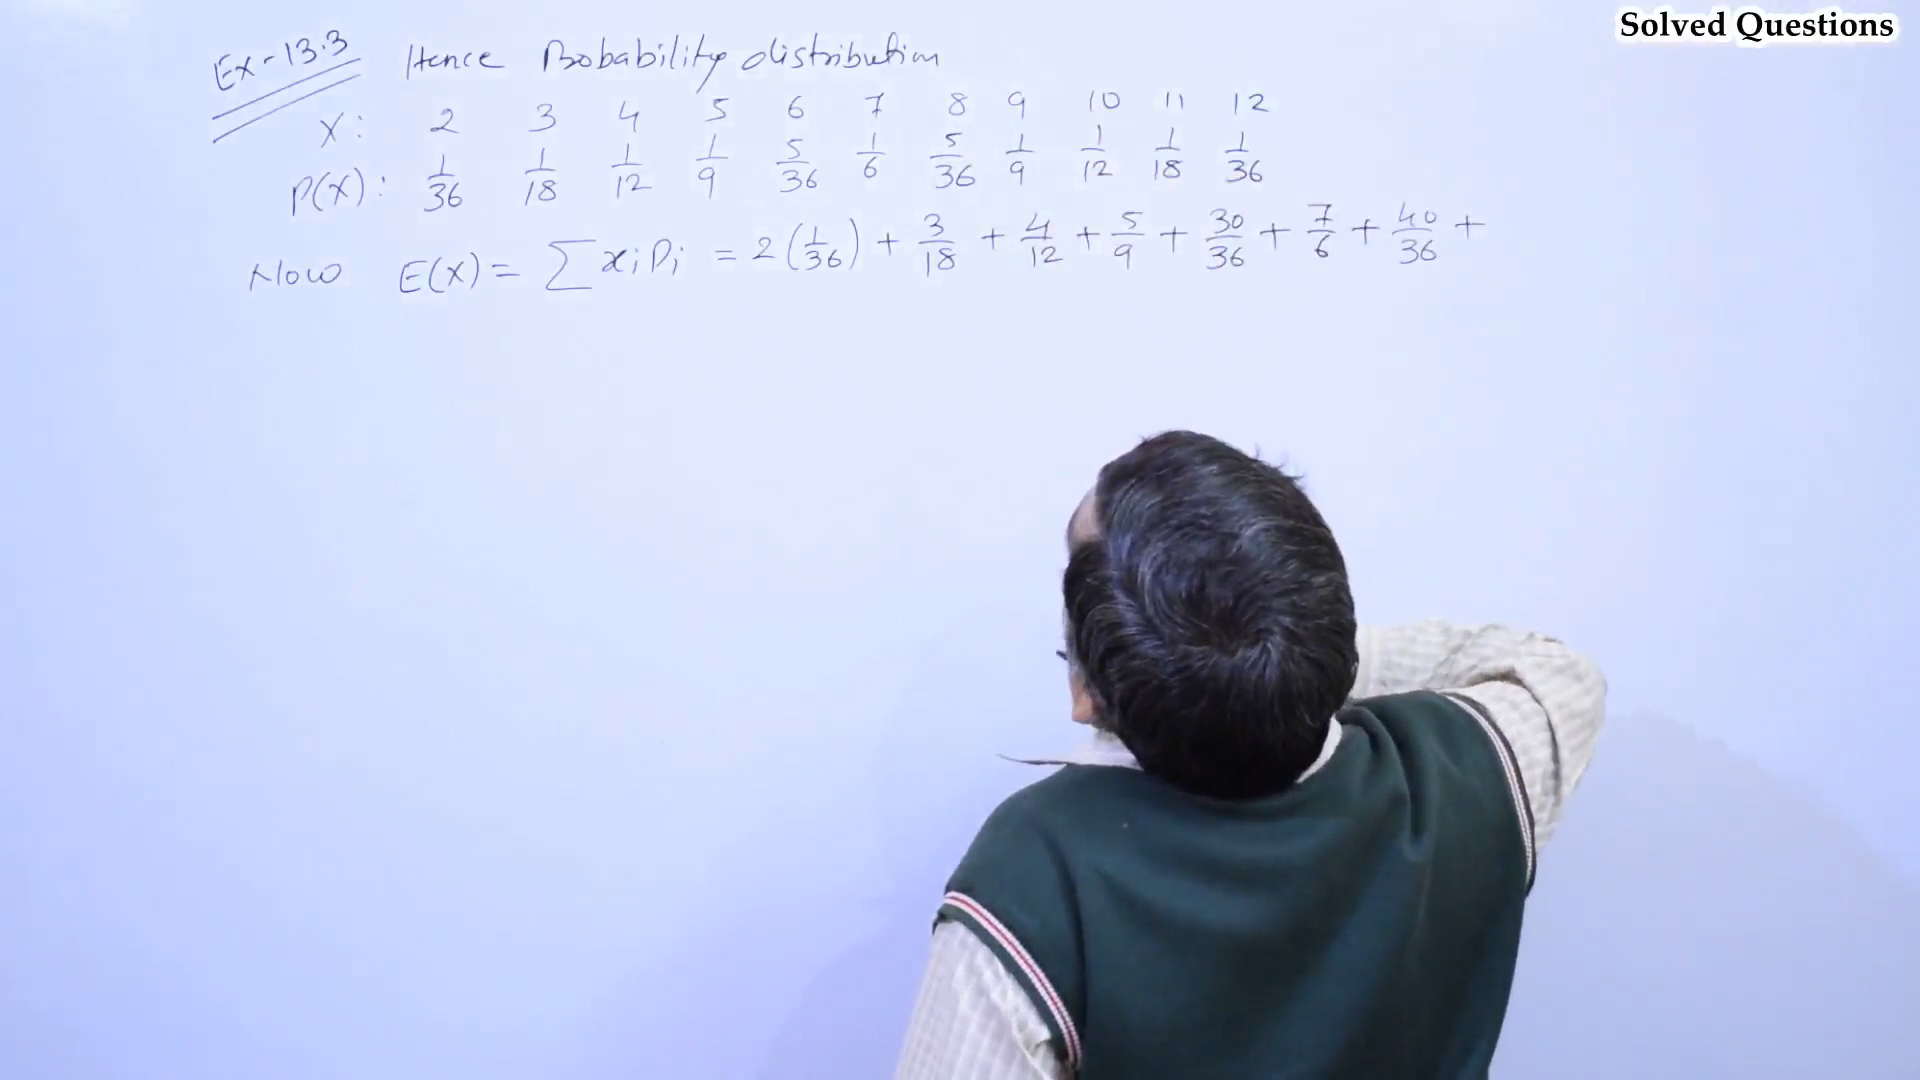 Solved Questions
Ex-13.3 Hence Probability distribution
X: 2 3 4 5 6 7 8 9 10 11 12
P(X): 1/36 1/18 1/12 1/9 5/36 1/6 5/36 1/9 1/12 1/18 1/36
Now E(X) = ∑ xipi = 2(1/36) + 3/18 + 4/12 + 5/9 + 30/36 + 7/6 + 40/36 +